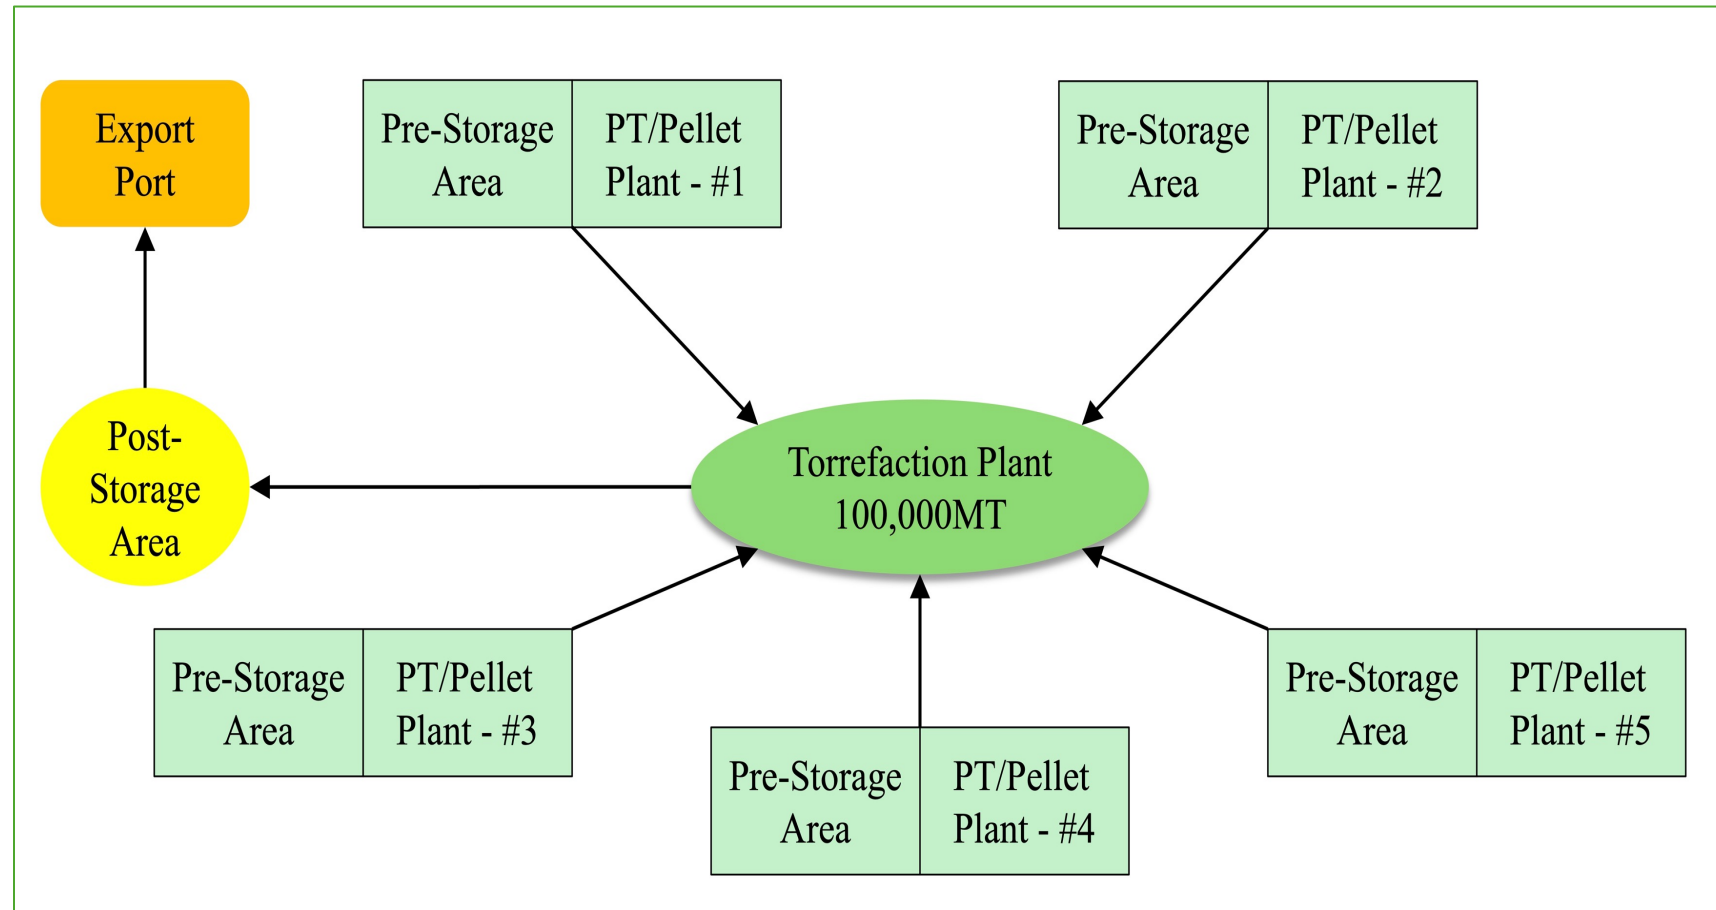 Export
Port
Pre-Storage
Area
PT/Pellet
Plant - #1
Pre-Storage
Area
PT/Pellet
Plant - #2
Post-
Storage
Area
Torrefaction Plant
100,000MT
Pre-Storage
Area
PT/Pellet
Plant - #3
Pre-Storage
Area
PT/Pellet
Plant - #4
Pre-Storage
Area
PT/Pellet
Plant - #5